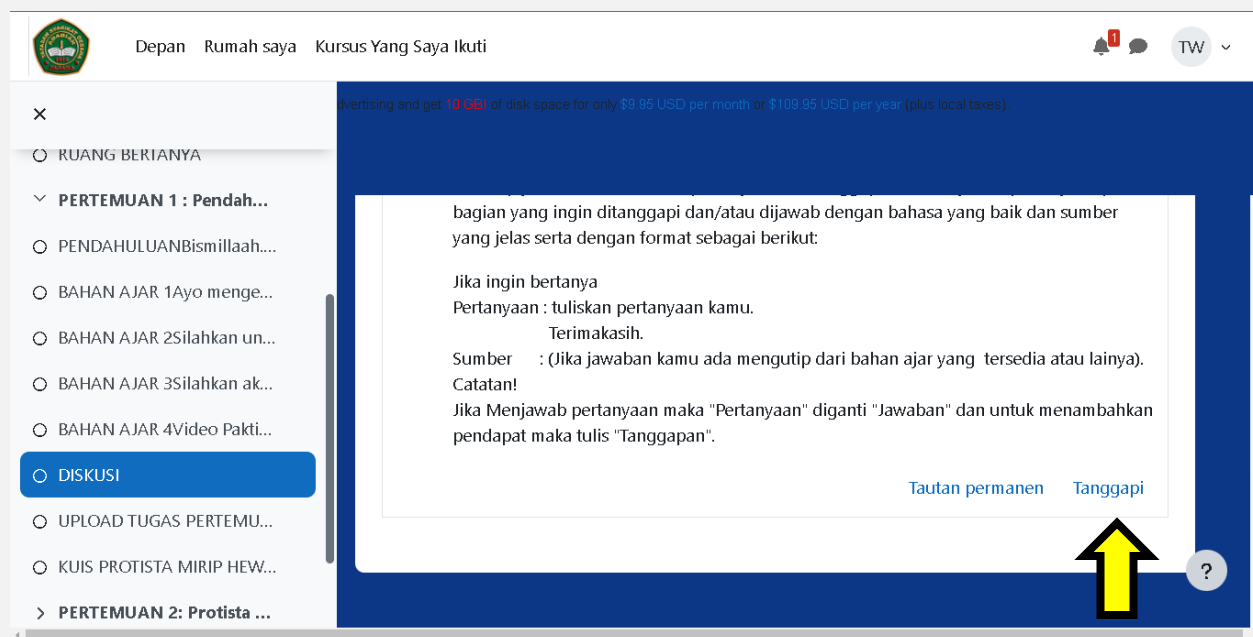 Depan Rumah saya Kursus Yang Saya Ikuti
1
TW
dvertising and get 10 GB! of disk space for only $9.95 USD per month or $109.95 USD per year (plus local taxes)
RUANG BERTANYA
PERTEMUAN 1 : Pendah...
PENDAHULUANBismillaah....
BAHAN AJAR 1Ayo menge...
BAHAN AJAR 2Silahkan un...
BAHAN AJAR 3Silahkan ak...
BAHAN AJAR 4Video Pakti...
DISKUSI
UPLOAD TUGAS PERTEMU...
KUIS PROTISTA MIRIP HEW...
PERTEMUAN 2: Protista ...
bagian yang ingin ditanggapi dan/atau dijawab dengan bahasa yang baik dan sumber
yang jelas serta dengan format sebagai berikut:
Jika ingin bertanya
Pertanyaan : tuliskan pertanyaan kamu.
Terimakasih.
Sumber : (Jika jawaban kamu ada mengutip dari bahan ajar yang tersedia atau lainya).
Catatan!
Jika Menjawab pertanyaan maka "Pertanyaan" diganti "Jawaban" dan untuk menambahkan
pendapat maka tulis "Tanggapan".
Tautan permanen Tanggapi
?